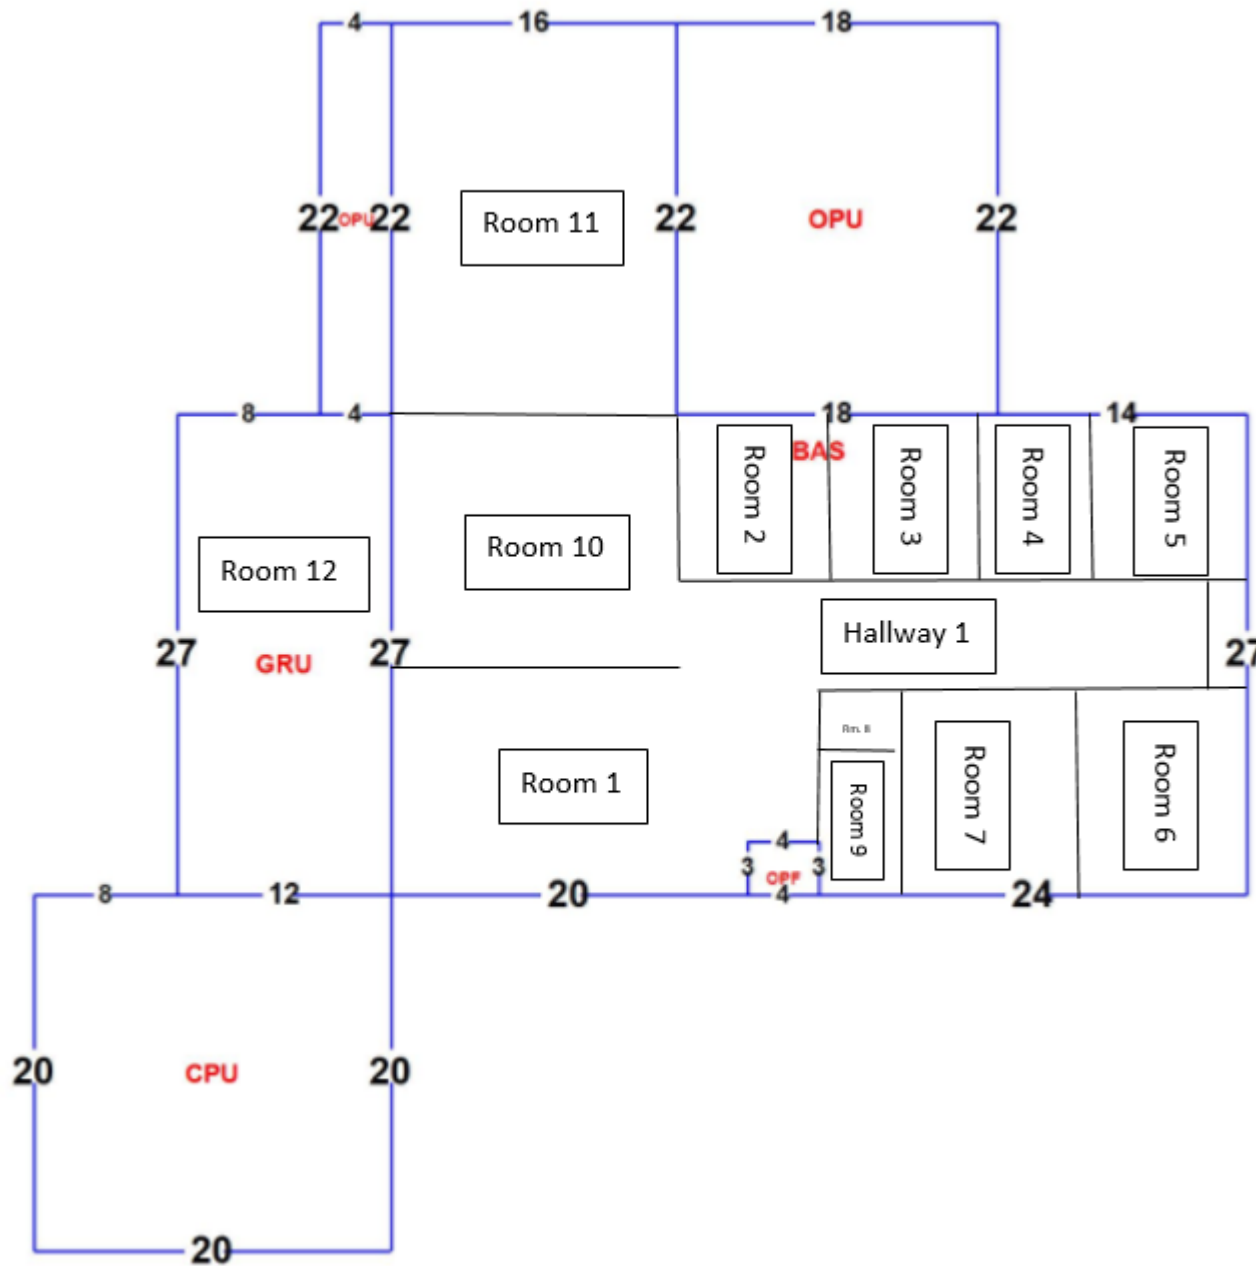 4 16 18
22 OPU 22 Room 11 22 OPU 22
8 4 18 14
BAS
Room 2 Room 3 Room 4 Room 5
Room 10
Room 12
Hallway 1
27 GRU 27 27
Rm. 8
Room 1
Room 9 Room 7 Room 6
4
3 OPF 3
8 12 20 4 24
20 CPU 20
20